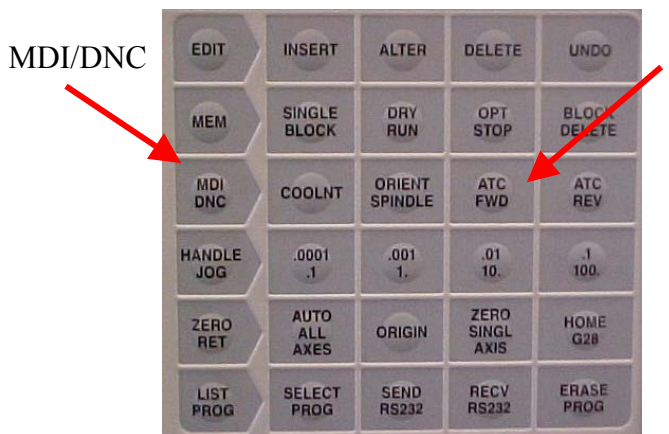 MDI/DNC
EDIT INSERT ALTER DELETE UNDO
MEM SINGLE BLOCK DRY RUN OPT STOP BLOCK DELETE
MDI DNC COOLNT ORIENT SPINDLE ATC FWD ATC REV
HANDLE JOG .0001 .1 .001 1. .01 10. .1 100.
ZERO RET AUTO ALL AXES ORIGIN ZERO SINGL AXIS HOME G28
LIST PROG SELECT PROG SEND RS232 RECV RS232 ERASE PROG